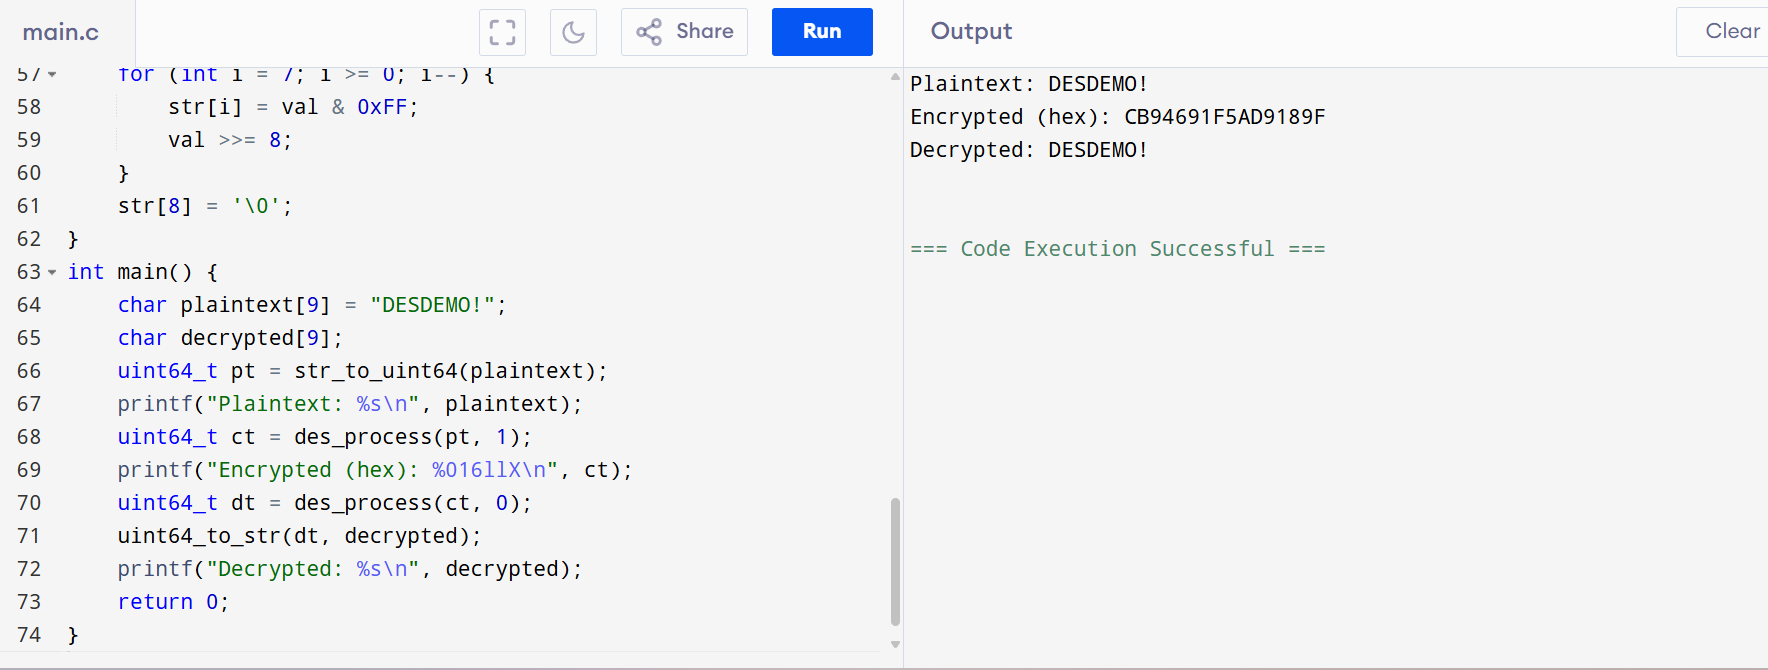 main.c
Share
Run
Output
Clear
57 for (int i = 7; i >= 0; i--) {
58 str[i] = val & 0xFF;
59 val >>= 8;
60 }
61 str[8] = '\0';
62 }
63 int main() {
64 char plaintext[9] = "DESDEMO!";
65 char decrypted[9];
66 uint64_t pt = str_to_uint64(plaintext);
67 printf("Plaintext: %s\n", plaintext);
68 uint64_t ct = des_process(pt, 1);
69 printf("Encrypted (hex): %016llX\n", ct);
70 uint64_t dt = des_process(ct, 0);
71 uint64_to_str(dt, decrypted);
72 printf("Decrypted: %s\n", decrypted);
73 return 0;
74 }
Plaintext: DESDEMO!
Encrypted (hex): CB94691F5AD9189F
Decrypted: DESDEMO!
=== Code Execution Successful ===